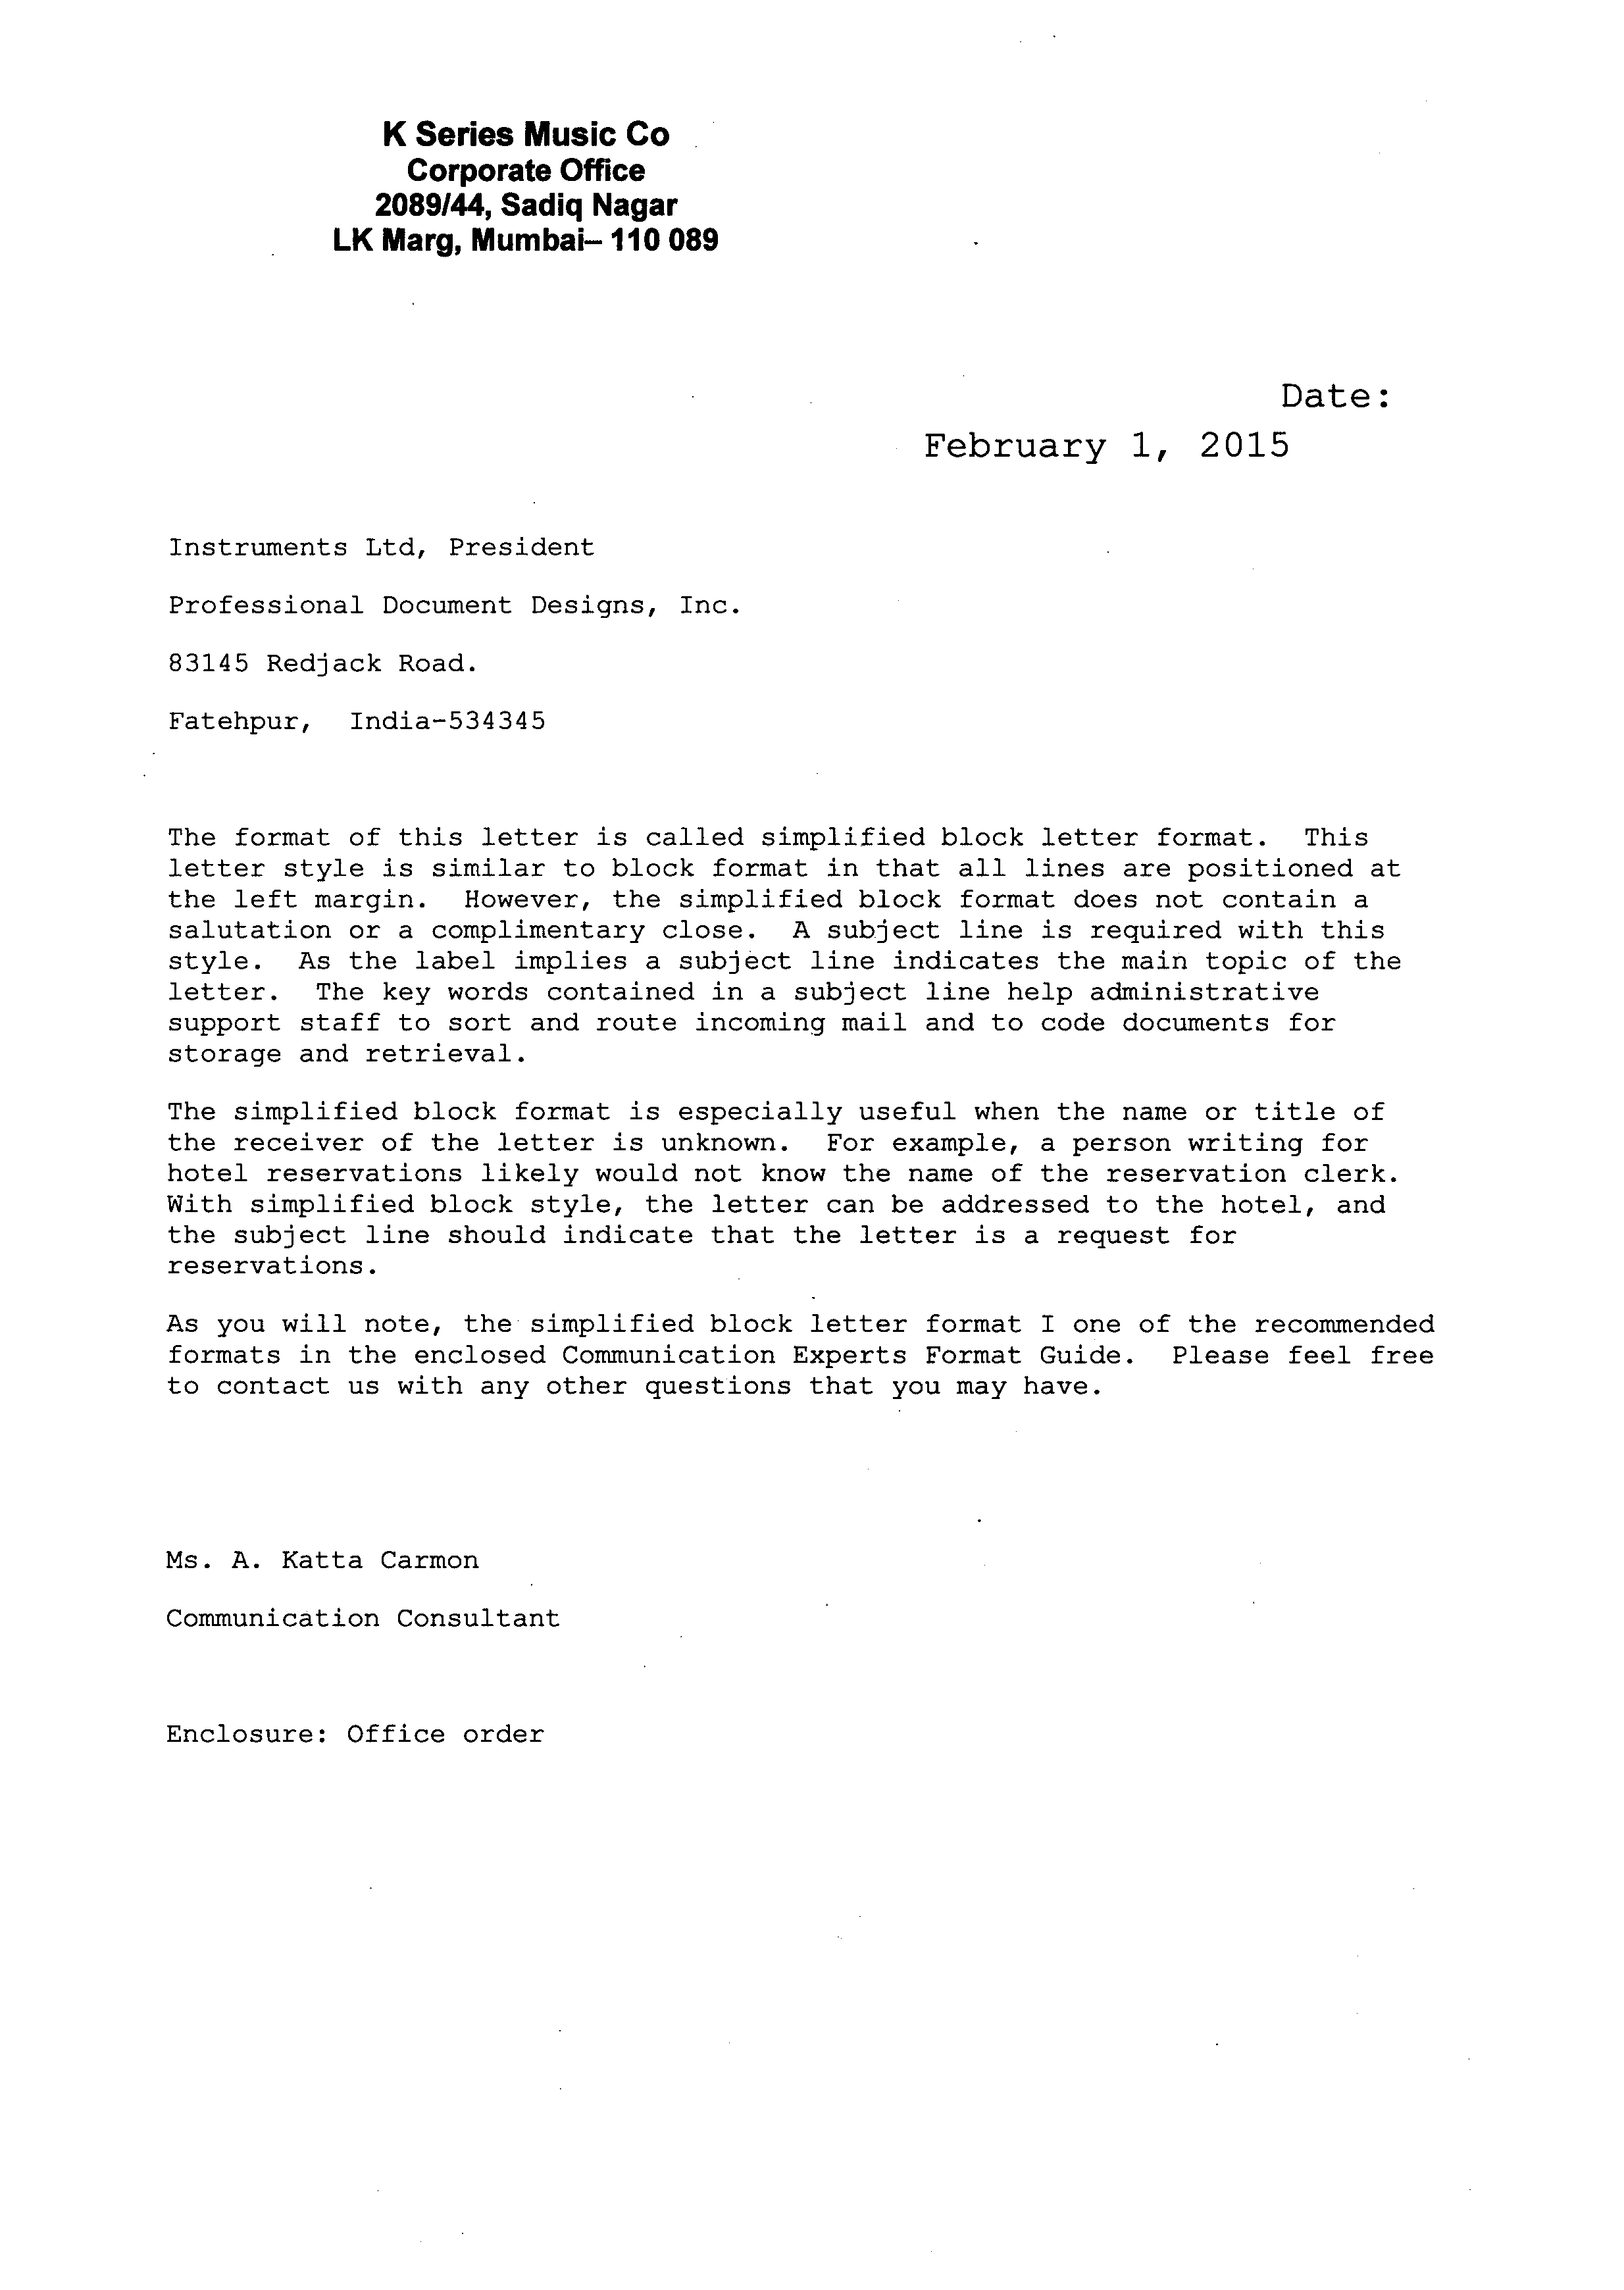 K Series Music Co
Corporate Office
2089/44, Sadiq Nagar
LK Marg, Mumbai– 110 089
Date:
February 1, 2015
Instruments Ltd, President
Professional Document Designs, Inc.
83145 Redjack Road.
Fatehpur, India-534345
The format of this letter is called simplified block letter format. This
letter style is similar to block format in that all lines are positioned at
the left margin. However, the simplified block format does not contain a
salutation or a complimentary close. A subject line is required with this
style. As the label implies a subject line indicates the main topic of the
letter. The key words contained in a subject line help administrative
support staff to sort and route incoming mail and to code documents for
storage and retrieval.
The simplified block format is especially useful when the name or title of
the receiver of the letter is unknown. For example, a person writing for
hotel reservations likely would not know the name of the reservation clerk.
With simplified block style, the letter can be addressed to the hotel, and
the subject line should indicate that the letter is a request for
reservations.
As you will note, the simplified block letter format I one of the recommended
formats in the enclosed Communication Experts Format Guide. Please feel free
to contact us with any other questions that you may have.
Ms. A. Katta Carmon
Communication Consultant
Enclosure: Office order